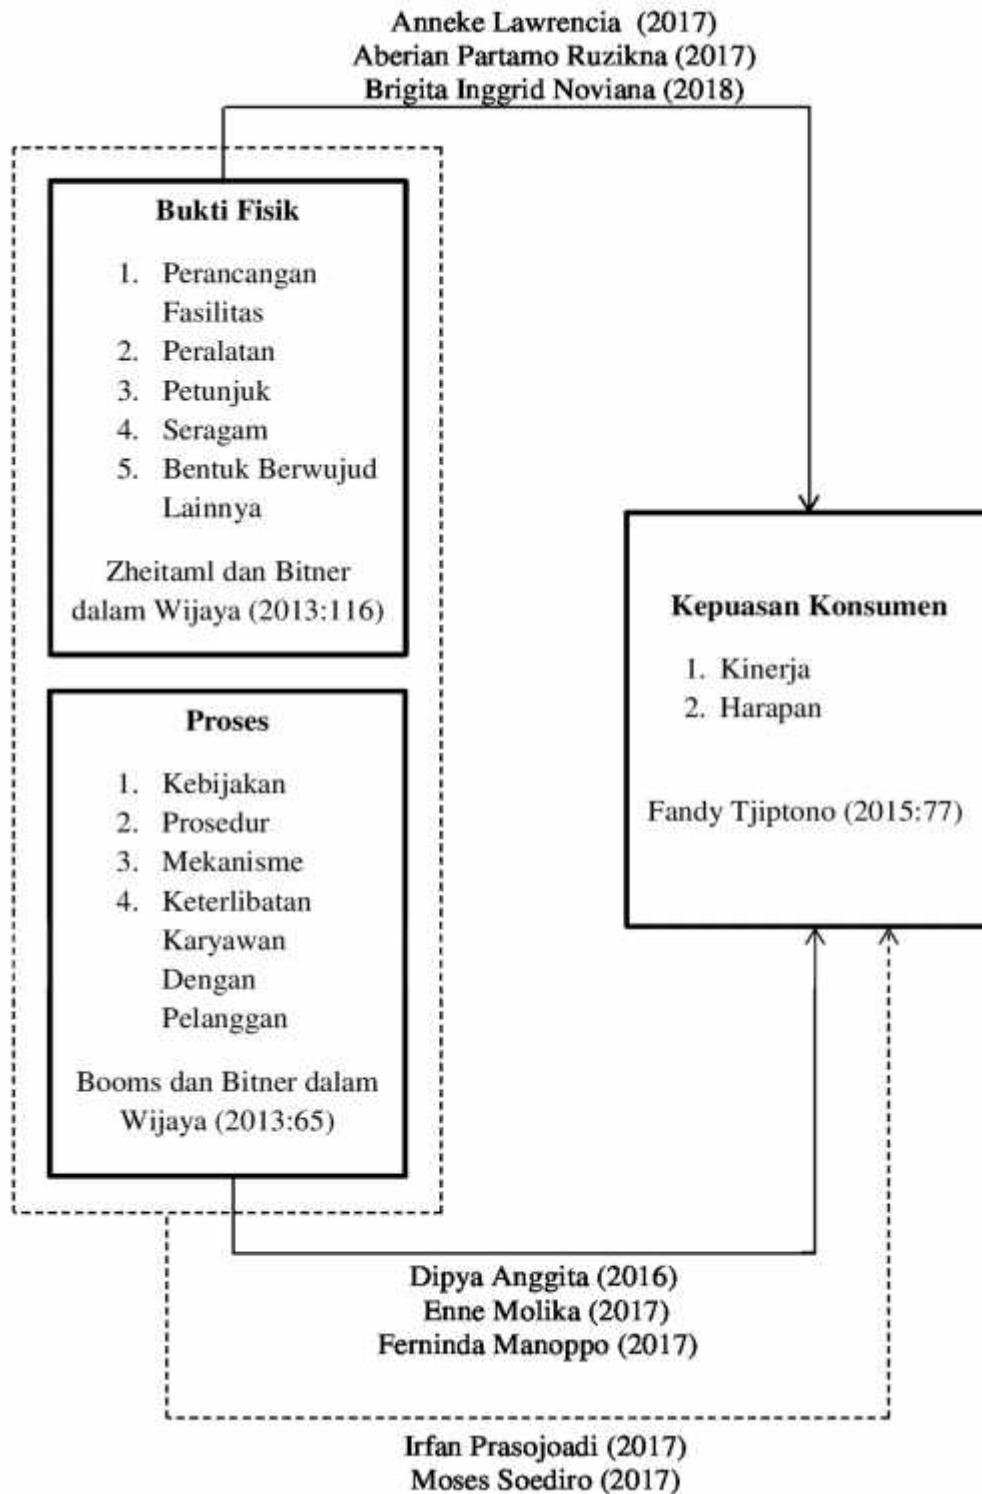 Anneke Lawrencia (2017)
Aberian Partamo Ruzikna (2017)
Brigita Inggrid Noviana (2018)
Bukti Fisik
1. Perancangan
Fasilitas
2. Peralatan
3. Petunjuk
4. Seragam
5. Bentuk Berwujud
Lainnya
Zheitaml dan Bitner
dalam Wijaya (2013:116)
Proses
1. Kebijakan
2. Prosedur
3. Mekanisme
4. Keterlibatan
Karyawan
Dengan
Pelanggan
Booms dan Bitner dalam
Wijaya (2013:65)
Kepuasan Konsumen
1. Kinerja
2. Harapan
Fandy Tjiptono (2015:77)
Dipya Anggita (2016)
Enne Molika (2017)
Ferninda Manoppo (2017)
Irfan Prasojoadi (2017)
Moses Soediro (2017)